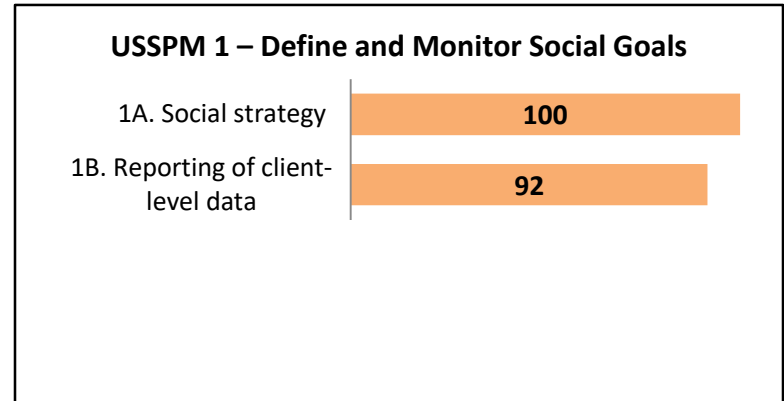 USSPM 1 – Define and Monitor Social Goals
1A. Social strategy
100
1B. Reporting of client-
level data
92